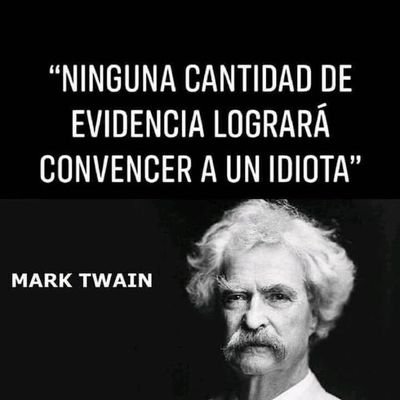 “NINGUNA CANTIDAD DE
EVIDENCIA LOGRARÁ
CONVENCER A UN IDIOTA”
MARK TWAIN